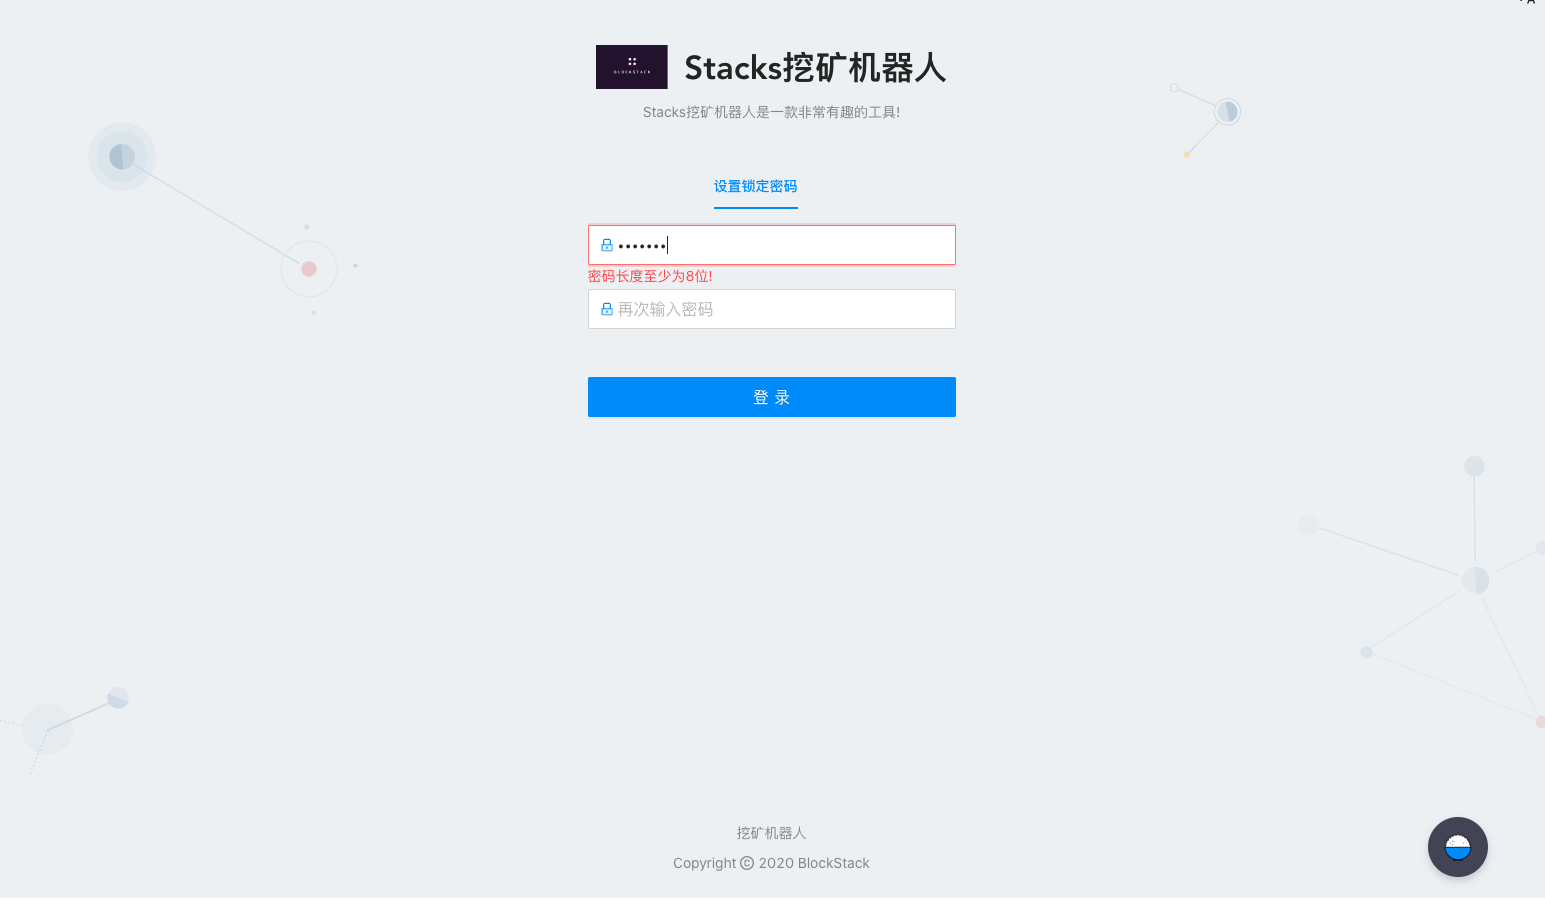 BLOCKSTACK
Stacks挖矿机器人
Stacks挖矿机器人是一款非常有趣的工具!
设置锁定密码
•••••••
密码长度至少为8位!
再次输入密码
登 录
挖矿机器人
Copyright © 2020 BlockStack